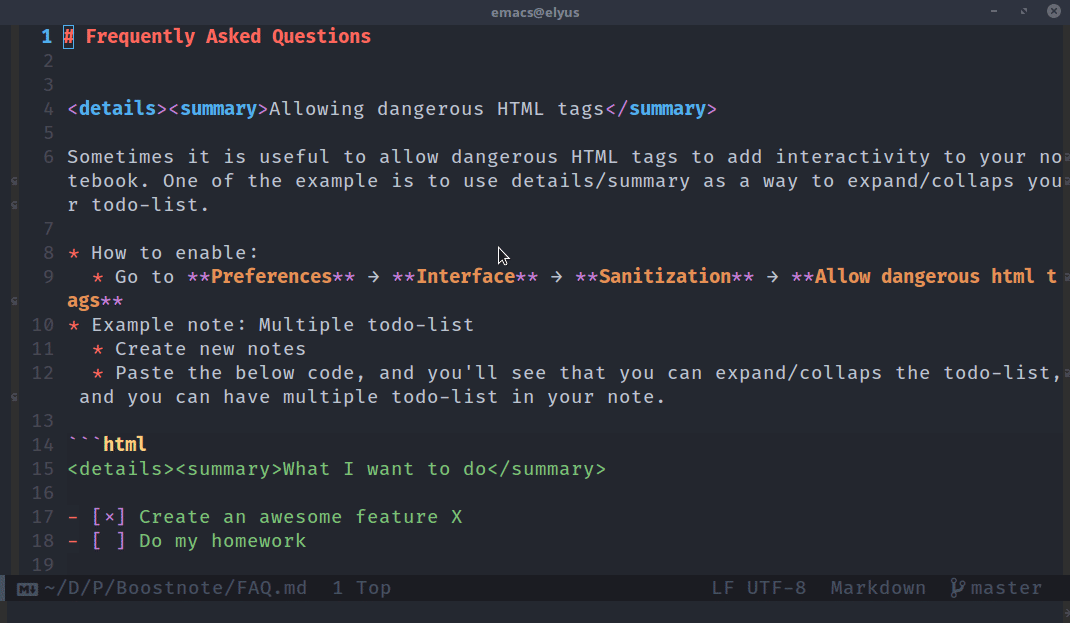 emacs@elyus
1 # Frequently Asked Questions
2
3
4 <details><summary>Allowing dangerous HTML tags</summary>
5
6 Sometimes it is useful to allow dangerous HTML tags to add interactivity to your no
tebook. One of the example is to use details/summary as a way to expand/collaps you
r todo-list.
7
8 * How to enable:
9   * Go to **Preferences** → **Interface** → **Sanitization** → **Allow dangerous html t
ags**
10 * Example note: Multiple todo-list
11   * Create new notes
12   * Paste the below code, and you'll see that you can expand/collaps the todo-list,
and you can have multiple todo-list in your note.
13
14 ```html
15 <details><summary>What I want to do</summary>
16
17 - [×] Create an awesome feature X
18 - [ ] Do my homework
19
M↓ ~/D/P/Boostnote/FAQ.md 1 Top LF UTF-8 Markdown master